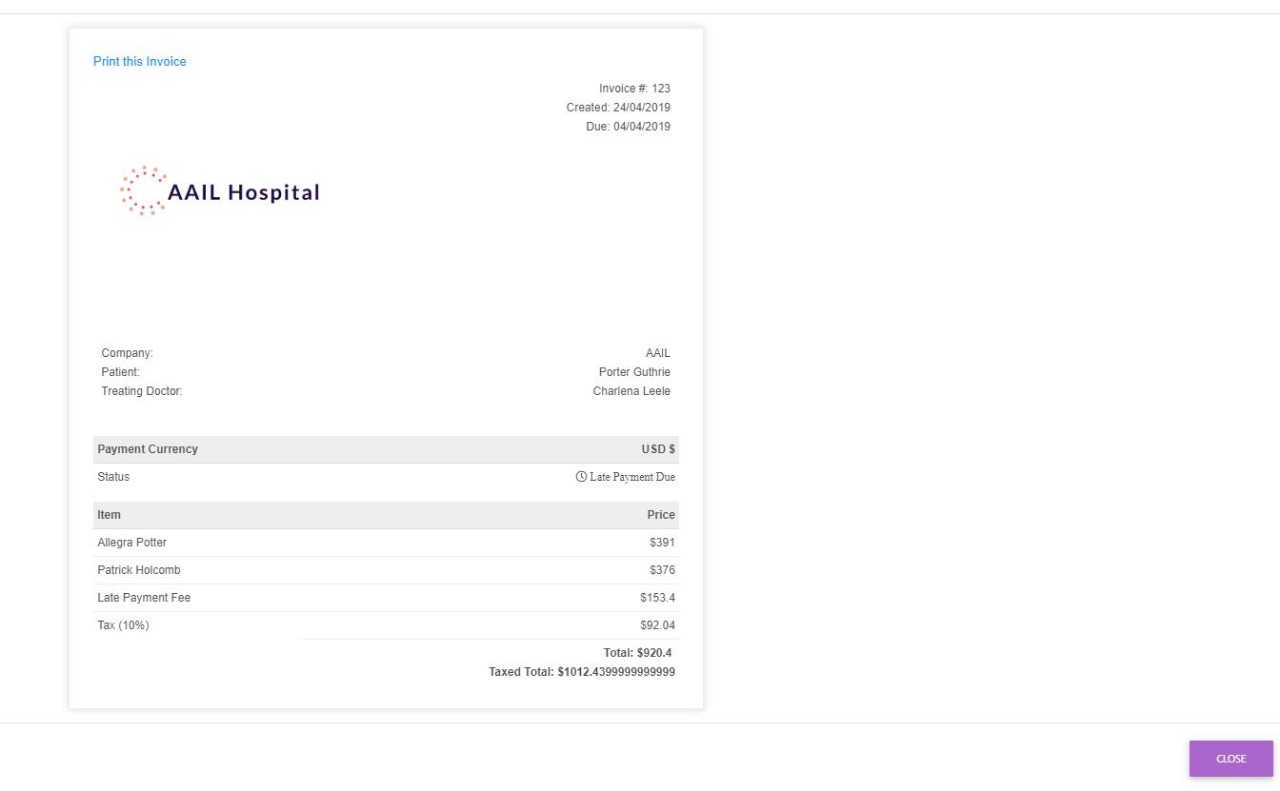 Print this Invoice
Invoice #: 123
Created: 24/04/2019
Due: 04/04/2019
AAIL Hospital
Company: AAIL
Patient: Porter Guthrie
Treating Doctor: Charlena Leele
Payment Currency USD $
Status Late Payment Due
Item Price
Allegra Potter $391
Patrick Holcomb $376
Late Payment Fee $153.4
Tax (10%) $92.04
Total: $920.4
Taxed Total: $1012.4399999999999
CLOSE